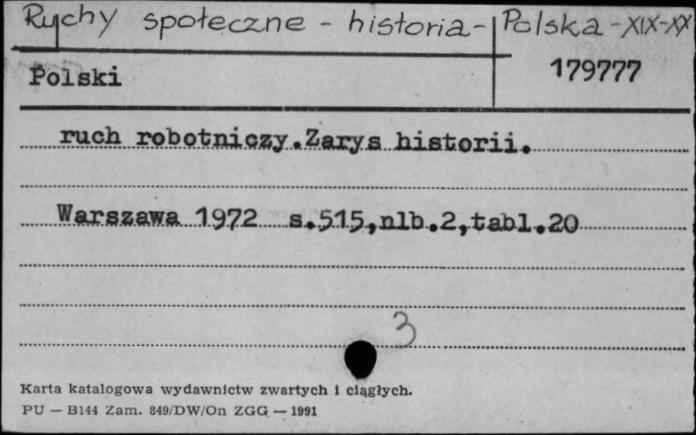 Ruchy społeczne - historia - Polska - XIX-XX
Polski
179777
ruch robotniczy.Zarys historii.
Warszawa 1972 s.515,nlb.2,tabl.20
3
Karta katalogowa wydawnictw zwartych i ciągłych.
PU — B144 Zam. 849/DW/On ZGG — 1991